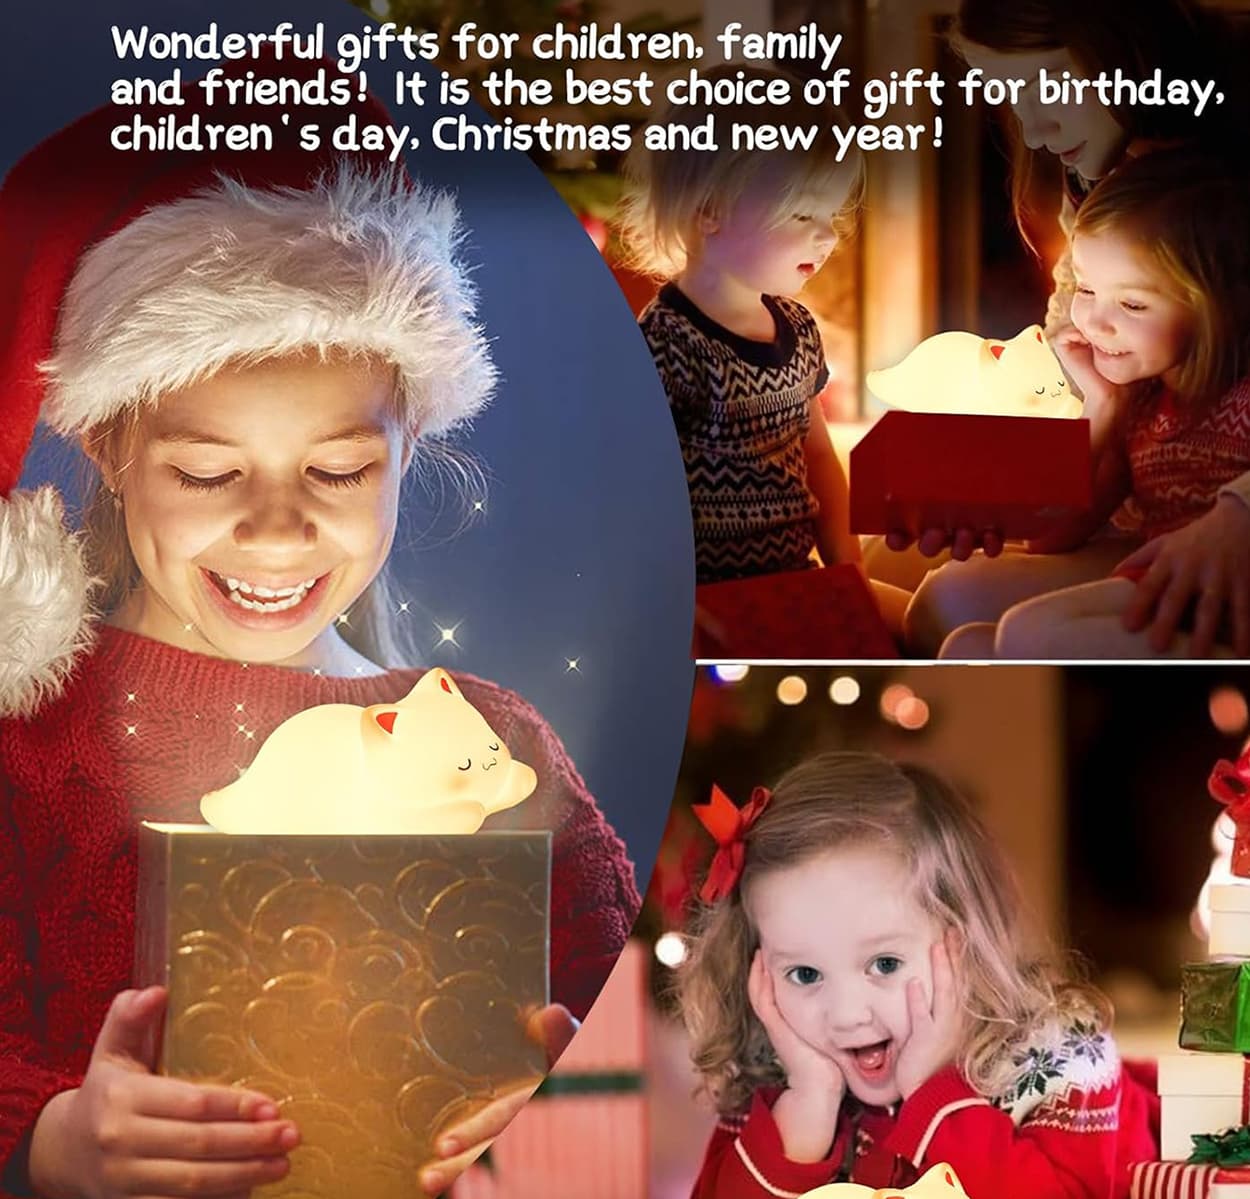 Wonderful gifts for children, family
and friends! It is the best choice of gift for birthday,
children's day, Christmas and new year!